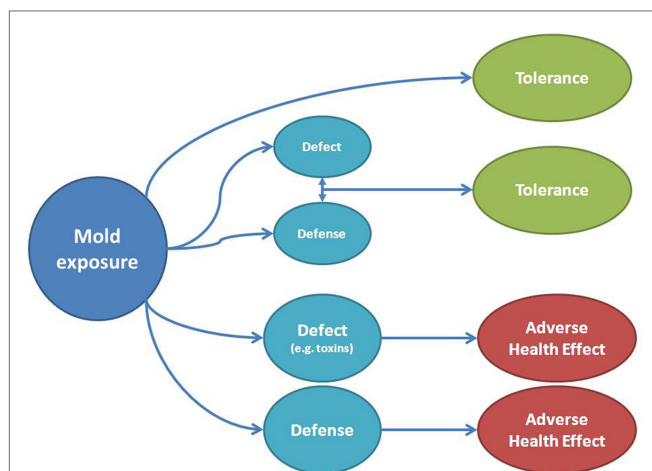 Tolerance
Defect
Tolerance
Defense
Mold
exposure
Defect
(e.g. toxins)
Adverse
Health Effect
Defense
Adverse
Health Effect